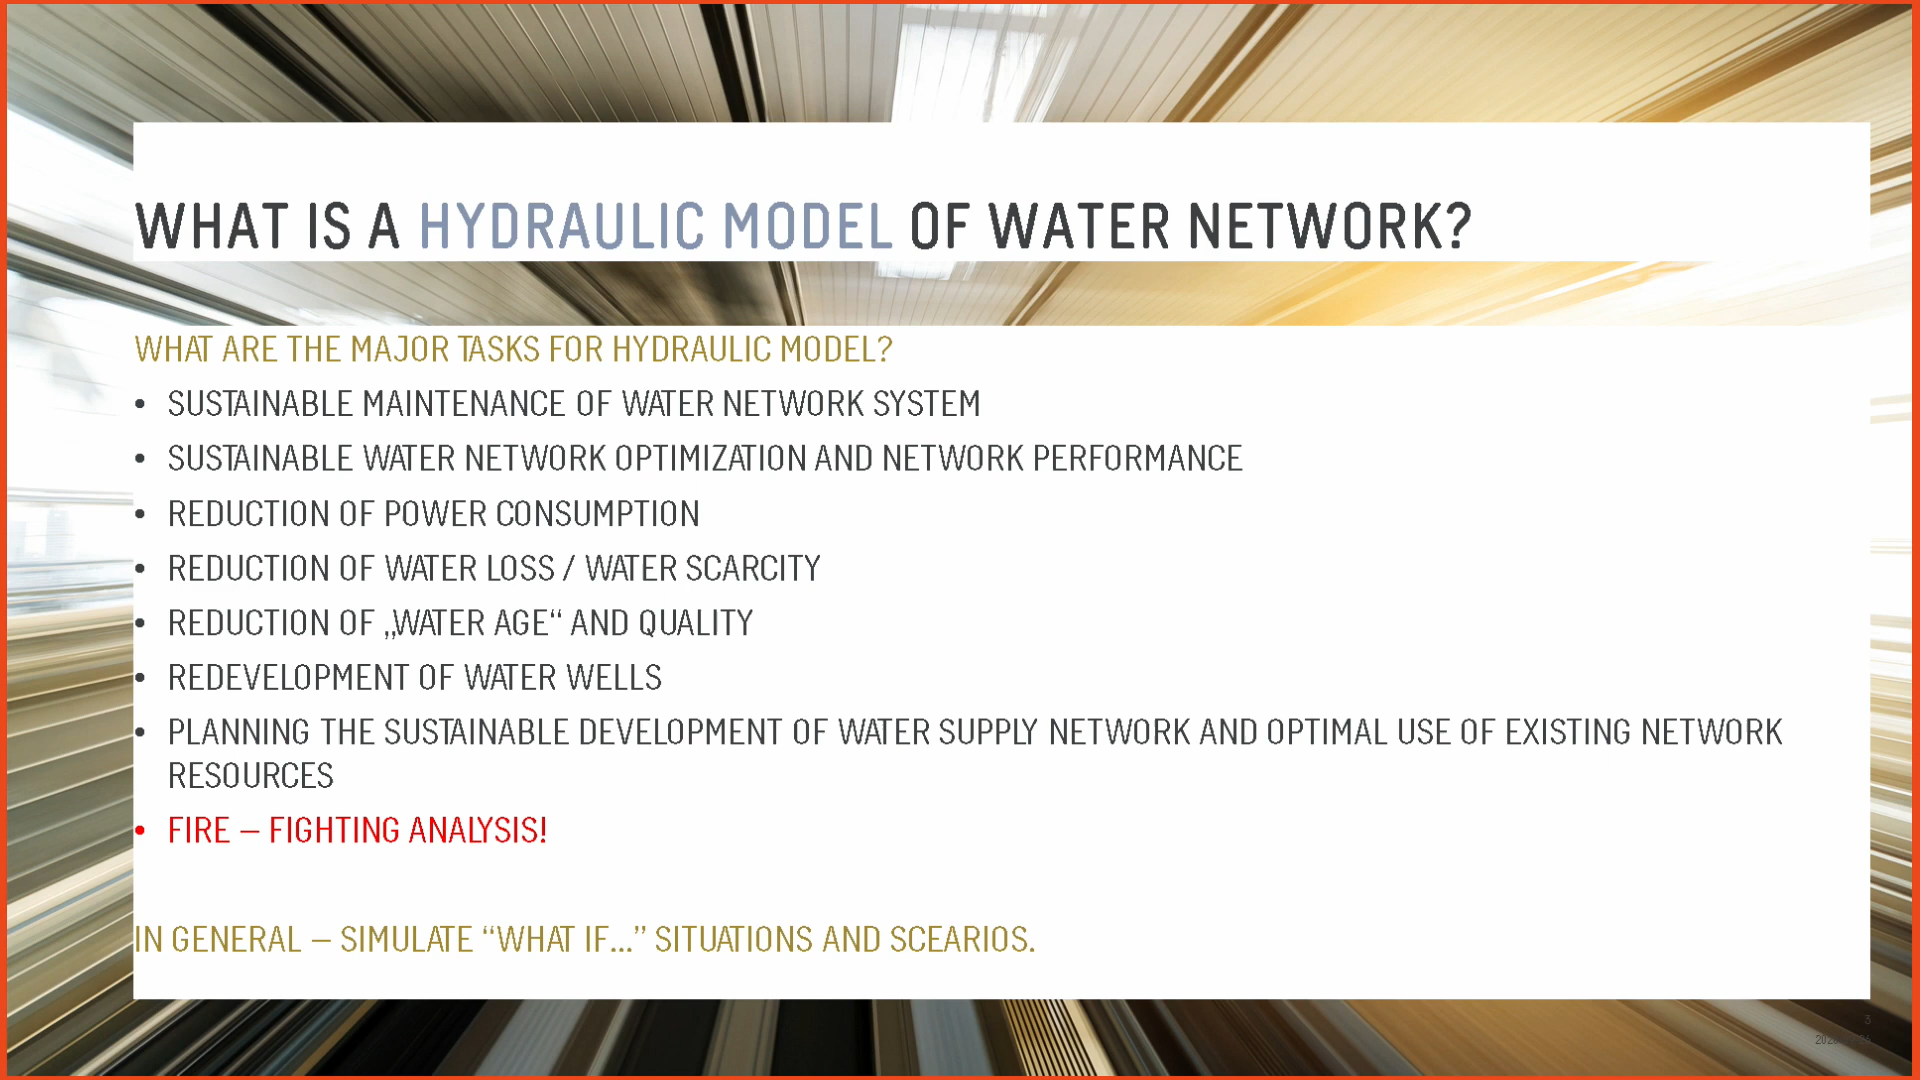 WHAT IS A HYDRAULIC MODEL OF WATER NETWORK?
WHAT ARE THE MAJOR TASKS FOR HYDRAULIC MODEL?
• SUSTAINABLE MAINTENANCE OF WATER NETWORK SYSTEM
• SUSTAINABLE WATER NETWORK OPTIMIZATION AND NETWORK PERFORMANCE
• REDUCTION OF POWER CONSUMPTION
• REDUCTION OF WATER LOSS / WATER SCARCITY
• REDUCTION OF „WATER AGE“ AND QUALITY
• REDEVELOPMENT OF WATER WELLS
• PLANNING THE SUSTAINABLE DEVELOPMENT OF WATER SUPPLY NETWORK AND OPTIMAL USE OF EXISTING NETWORK
RESOURCES
• FIRE – FIGHTING ANALYSIS!
IN GENERAL – SIMULATE “WHAT IF...” SITUATIONS AND SCEARIOS.
3